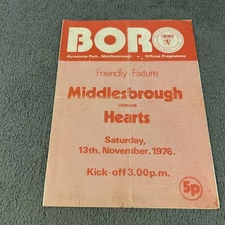 BORO
Ayresome Park, Middlesbrough - Official Programme
Friendly Fixture
Middlesbrough
versus
Hearts
Saturday,
13th. November. 1976.
Kick-off 3.00p.m.
5p